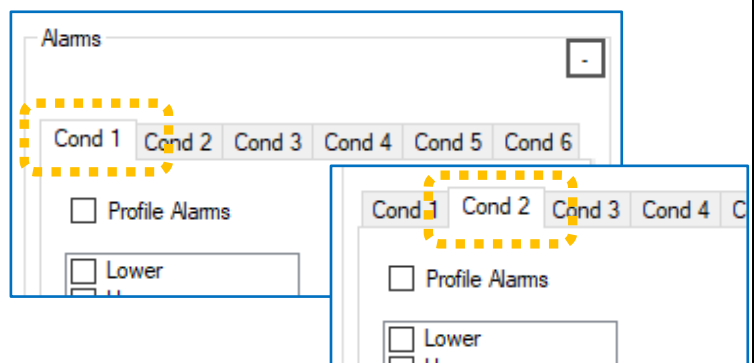 Alarms
-
Cond 1 Cond 2 Cond 3 Cond 4 Cond 5 Cond 6
Profile Alarms
Lower
Cond 1 Cond 2 Cond 3 Cond 4 C
Profile Alarms
Lower